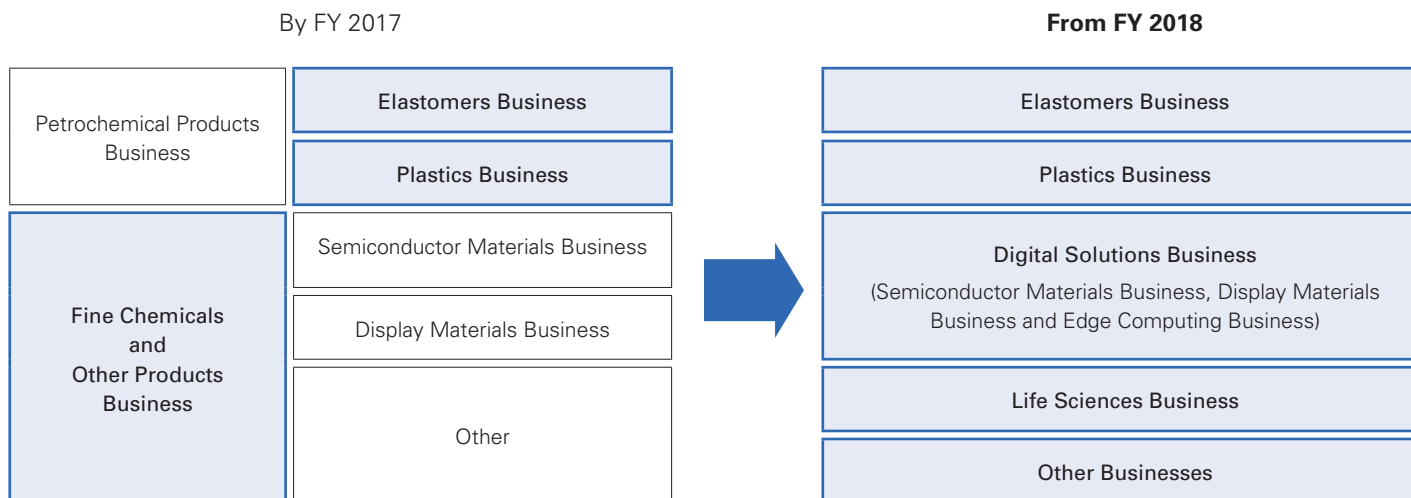 By FY 2017
Petrochemical Products
Business
Elastomers Business
Plastics Business
Fine Chemicals
and
Other Products
Business
Semiconductor Materials Business
Display Materials Business
Other
From FY 2018
Elastomers Business
Plastics Business
Digital Solutions Business
(Semiconductor Materials Business, Display Materials
Business and Edge Computing Business)
Life Sciences Business
Other Businesses